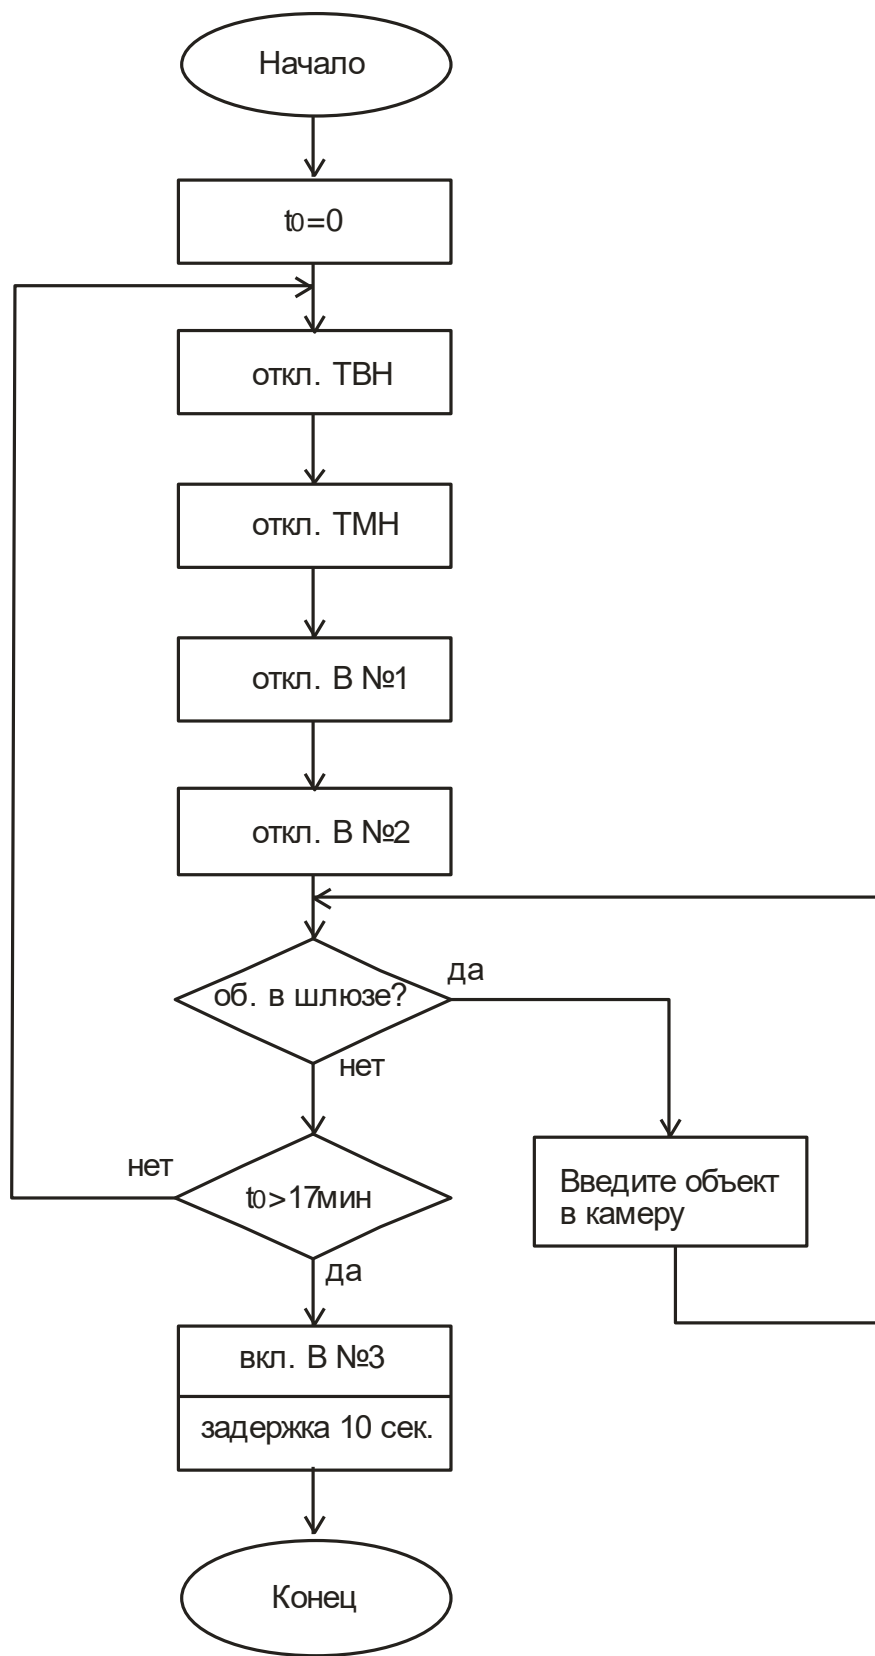 Начало
t0=0
откл. ТВН
откл. ТМН
откл. В №1
откл. В №2
да
об. в шлюзе?
нет
нет
t0>17мин
Введите объект
в камеру
да
вкл. В №3
задержка 10 сек.
Конец